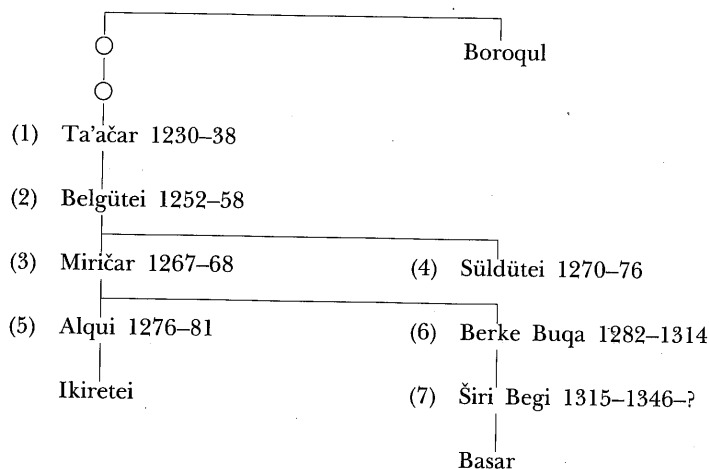 Boroqul
(1) Ta'ačar 1230–38
(2) Belgütei 1252–58
(3) Miričar 1267–68
(4) Süldütei 1270–76
(5) Alqui 1276–81
(6) Berke Buqa 1282–1314
Ikiretei
(7) Širi Begi 1315–1346–?
Basar